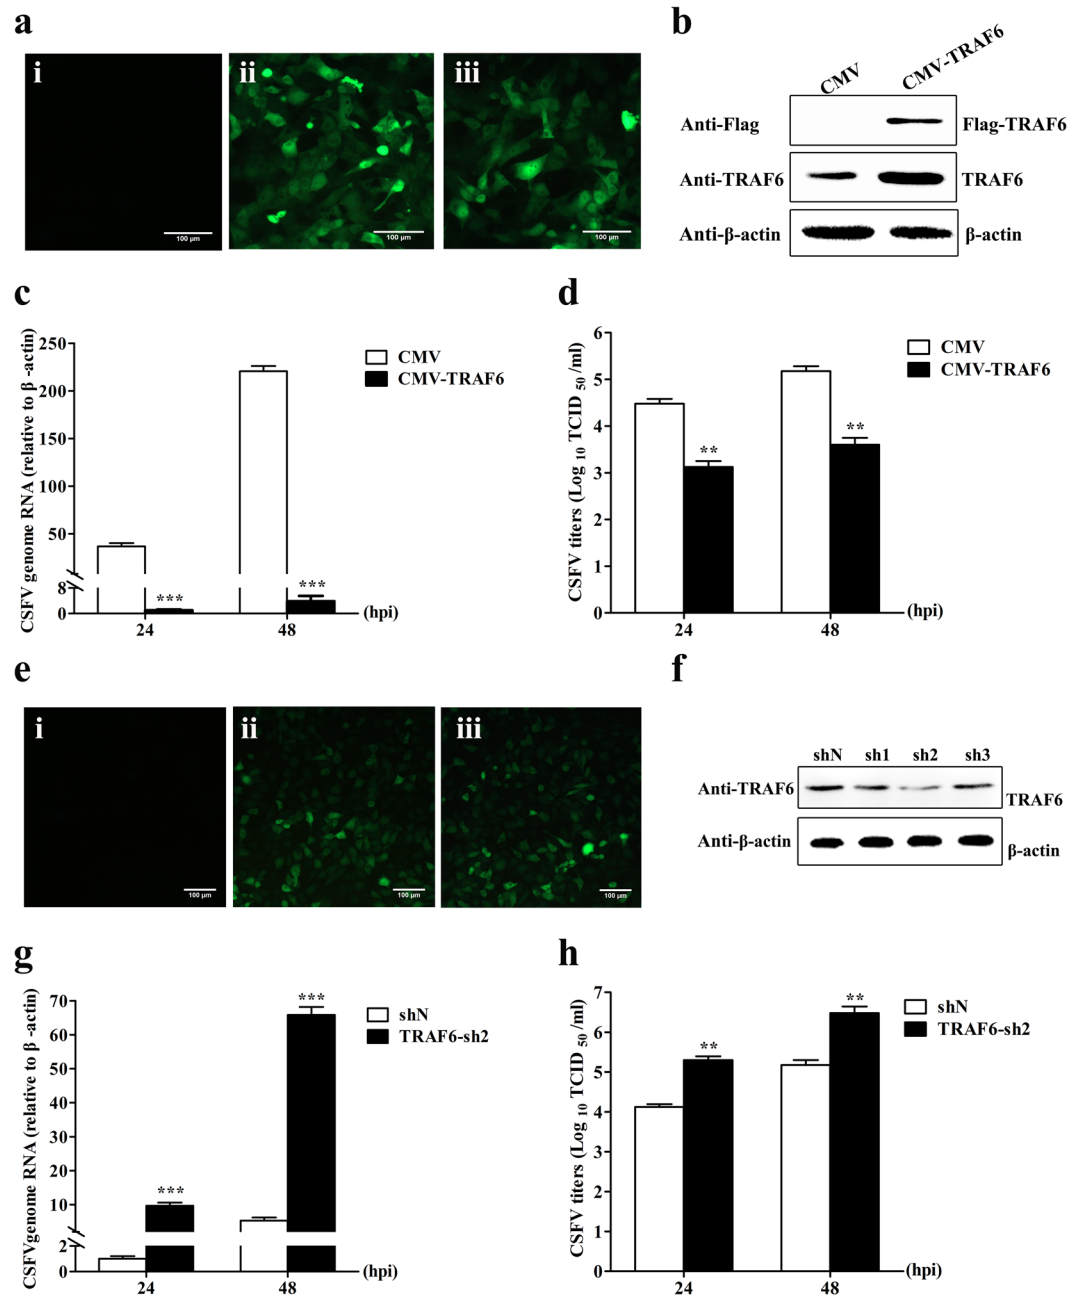 a
i
ii
iii
100 µm
100 µm
100 µm
b
CMV
CMV-TRAF6
Anti-Flag
Flag-TRAF6
Anti-TRAF6
TRAF6
Anti-β-actin
β-actin
c
CSFV genome RNA (relative to β -actin)
250
200
150
100
50
8
0
CMV
CMV-TRAF6
***
***
24
48
(hpi)
d
CSFV titers (Log 10 TCID 50 /ml)
6
5
4
3
2
1
0
CMV
CMV-TRAF6
**
**
24
48
(hpi)
e
i
ii
iii
100 µm
100 µm
100 µm
f
shN sh1 sh2 sh3
Anti-TRAF6
TRAF6
Anti-β-actin
β-actin
g
CSFVgenome RNA (relative to β -actin)
70
60
50
40
30
20
10
2
0
shN
TRAF6-sh2
***
***
24
48
(hpi)
h
CSFV titers (Log 10 TCID 50 /ml)
7
6
5
4
3
2
1
0
shN
TRAF6-sh2
**
**
24
48
(hpi)